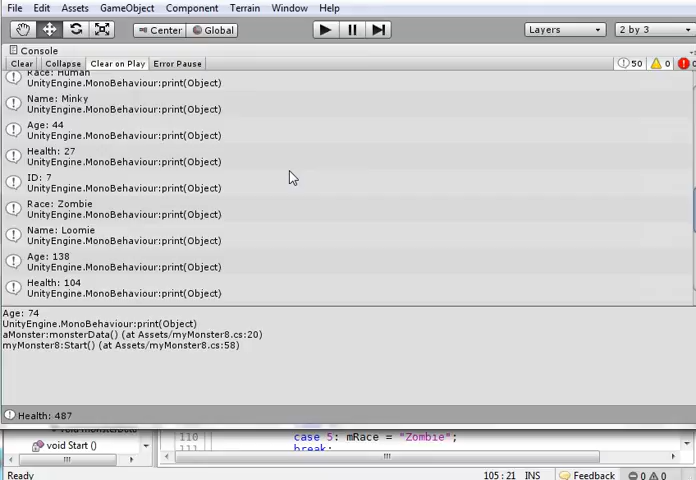 File Edit Assets GameObject Component Terrain Window Help
Center Global Layers 2 by 3
Console
Clear Collapse Clear on Play Error Pause 50 0 0
Race: Human
UnityEngine.MonoBehaviour:print(Object)
Name: Minky
UnityEngine.MonoBehaviour:print(Object)
Age: 44
UnityEngine.MonoBehaviour:print(Object)
Health: 27
UnityEngine.MonoBehaviour:print(Object)
ID: 7
UnityEngine.MonoBehaviour:print(Object)
Race: Zombie
UnityEngine.MonoBehaviour:print(Object)
Name: Loomie
UnityEngine.MonoBehaviour:print(Object)
Age: 138
UnityEngine.MonoBehaviour:print(Object)
Health: 104
UnityEngine.MonoBehaviour:print(Object)
Age: 74
UnityEngine.MonoBehaviour:print(Object)
aMonster:monsterData() (at Assets/myMonster8.cs:20)
myMonster8:Start() (at Assets/myMonster8.cs:58)
Health: 487
void Start ()
110 case 5: mRace = "Zombie";
111 break;
Ready 105 : 21 INS Feedback 0 0